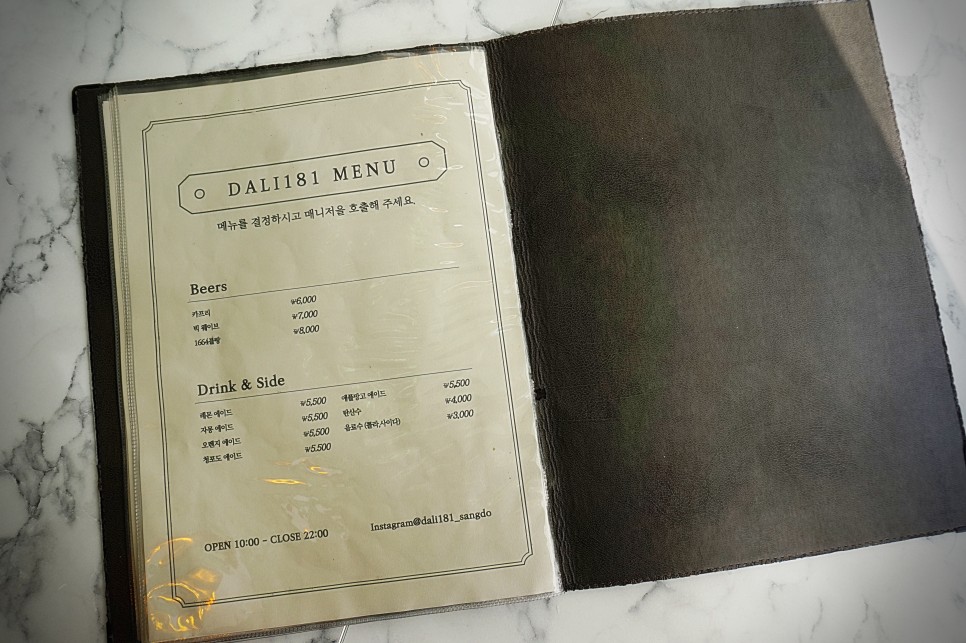 DALI181 MENU
메뉴를 결정하시고 매니저을 호출해 주세요.
Beers
카프리 ₩6,000
빅 웨이브 ₩7,000
1664블랑 ₩8,000
Drink & Side
레몬 에이드 ₩5,500 애플망고 에이드 ₩5,500
자몽 에이드 ₩5,500 탄산수 ₩4,000
오렌지 에이드 ₩5,500 음료수 (콜라,사이다) ₩3,000
청포도 에이드 ₩5,500
OPEN 10:00 - CLOSE 22:00 Instagram@dali181_sangdo